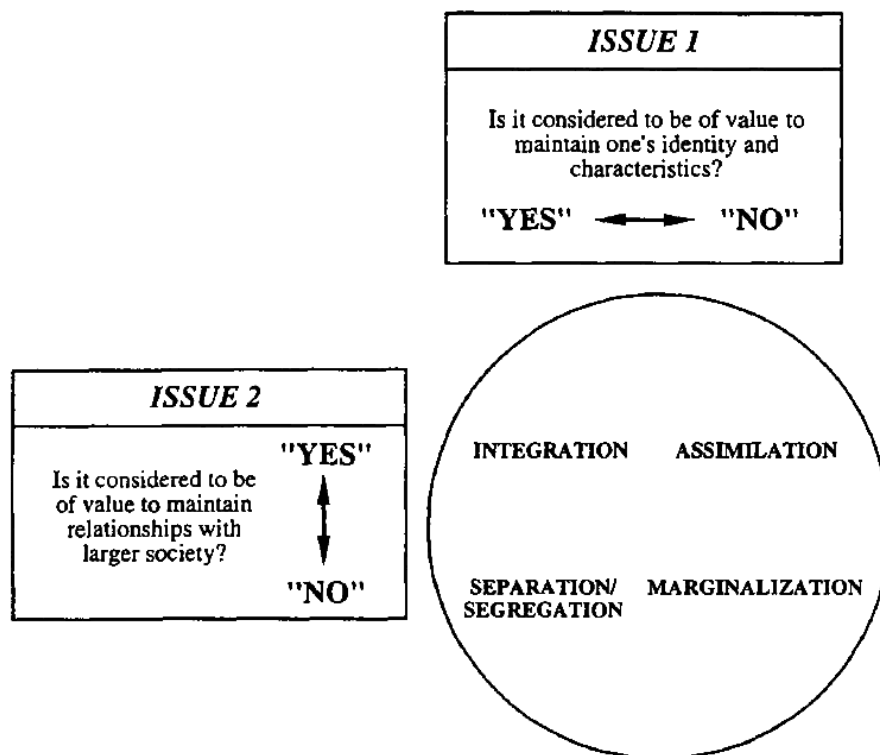 ISSUE 1
Is it considered to be of value to
maintain one's identity and
characteristics?
"YES" "NO"
ISSUE 2
"YES"
Is it considered to be
of value to maintain
relationships with
larger society?
"NO"
INTEGRATION ASSIMILATION
SEPARATION/ MARGINALIZATION
SEGREGATION